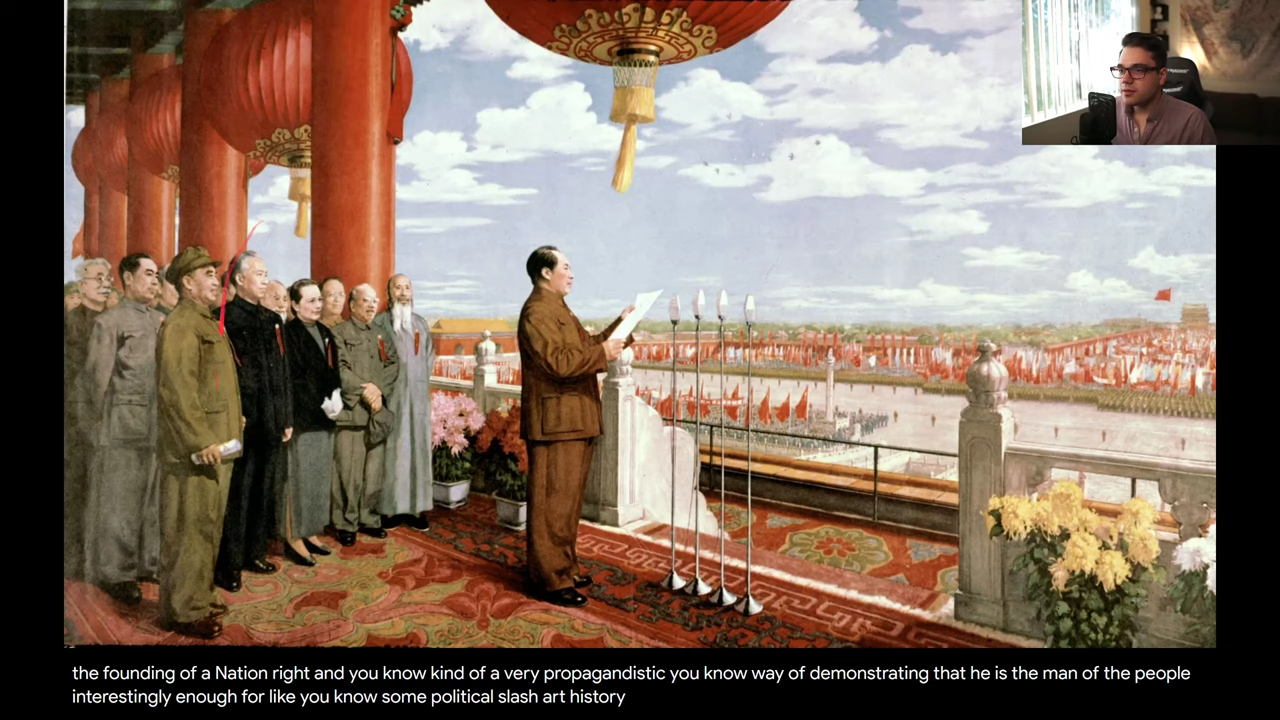 the founding of a Nation right and you know kind of a very propagandistic you know way of demonstrating that he is the man of the people
interestingly enough for like you know some political slash art history